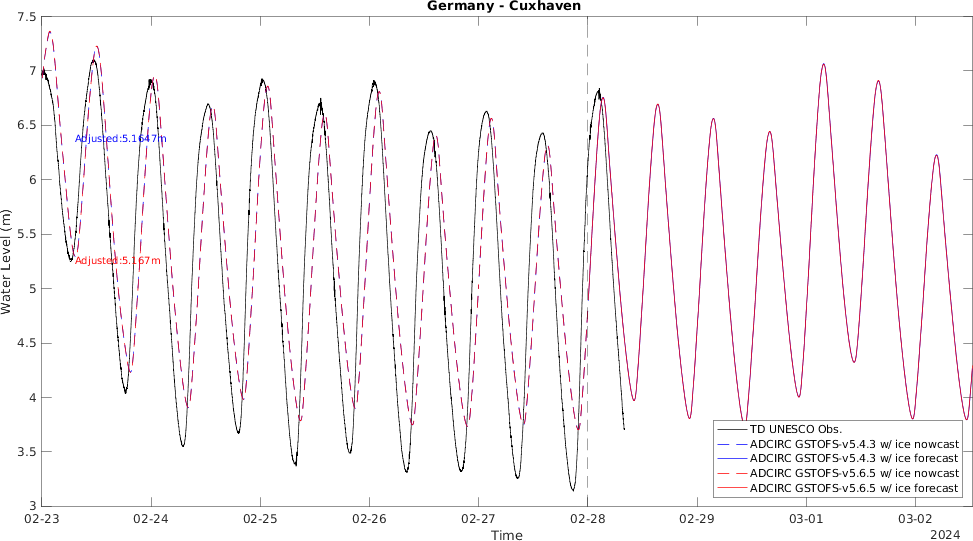 Germany - Cuxhaven
7.5
7
6.5
6
5.5
5
4.5
4
3.5
3
Water Level (m)
Adjusted:5.1647m
Adjusted:5.167m
TD UNESCO Obs.
ADCIRC GSTOFS-v5.4.3 w/ ice nowcast
ADCIRC GSTOFS-v5.4.3 w/ ice forecast
ADCIRC GSTOFS-v5.6.5 w/ ice nowcast
ADCIRC GSTOFS-v5.6.5 w/ ice forecast
02-23 02-24 02-25 02-26 02-27 02-28 02-29 03-01 03-02
Time
2024